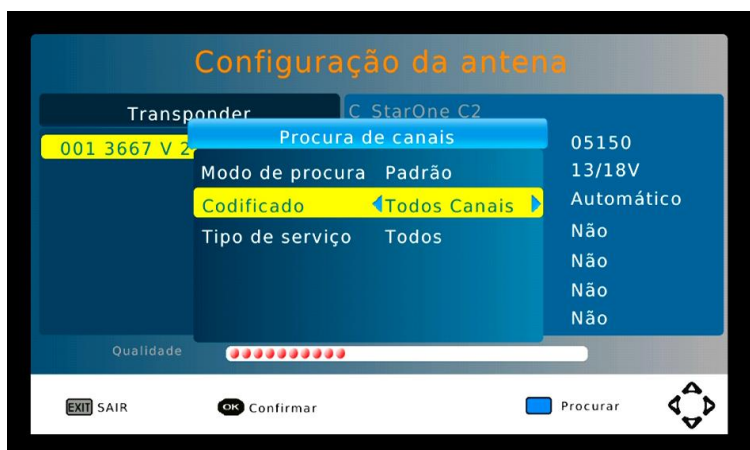 Configuração da antena
Transponder
C StarOne C2
Procura de canais
001 3667 V 2
Modo de procura Padrão
Codificado Todos Canais
Tipo de serviço Todos
05150
13/18V
Automático
Não
Não
Não
Não
Qualidade
EXIT SAIR
OK Confirmar
Procurar